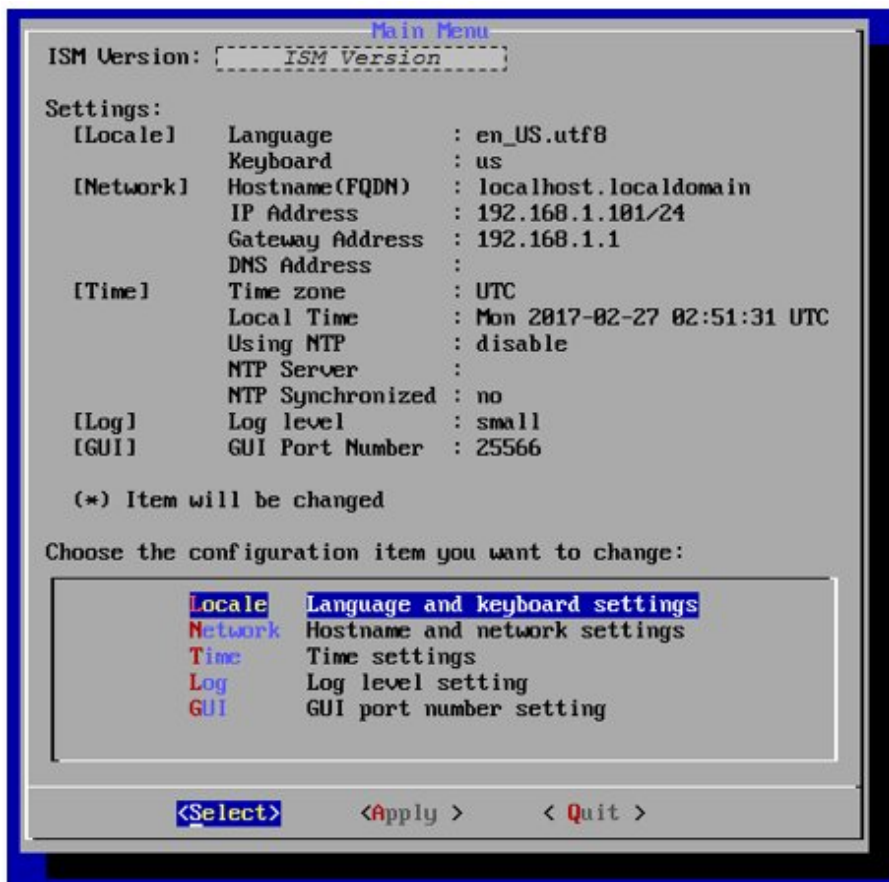 Main Menu
ISM Version: ISM Version
Settings:
[Locale] Language : en_US.utf8
Keyboard : us
[Network] Hostname(FQDN) : localhost.localdomain
IP Address : 192.168.1.101/24
Gateway Address : 192.168.1.1
DNS Address :
[Time] Time zone : UTC
Local Time : Mon 2017-02-27 02:51:31 UTC
Using NTP : disable
NTP Server :
NTP Synchronized : no
[Log] Log level : small
[GUI] GUI Port Number : 25566
(*) Item will be changed
Choose the configuration item you want to change:
Locale Language and keyboard settings
Network Hostname and network settings
Time Time settings
Log Log level setting
GUI GUI port number setting
<Select> <Apply > < Quit >